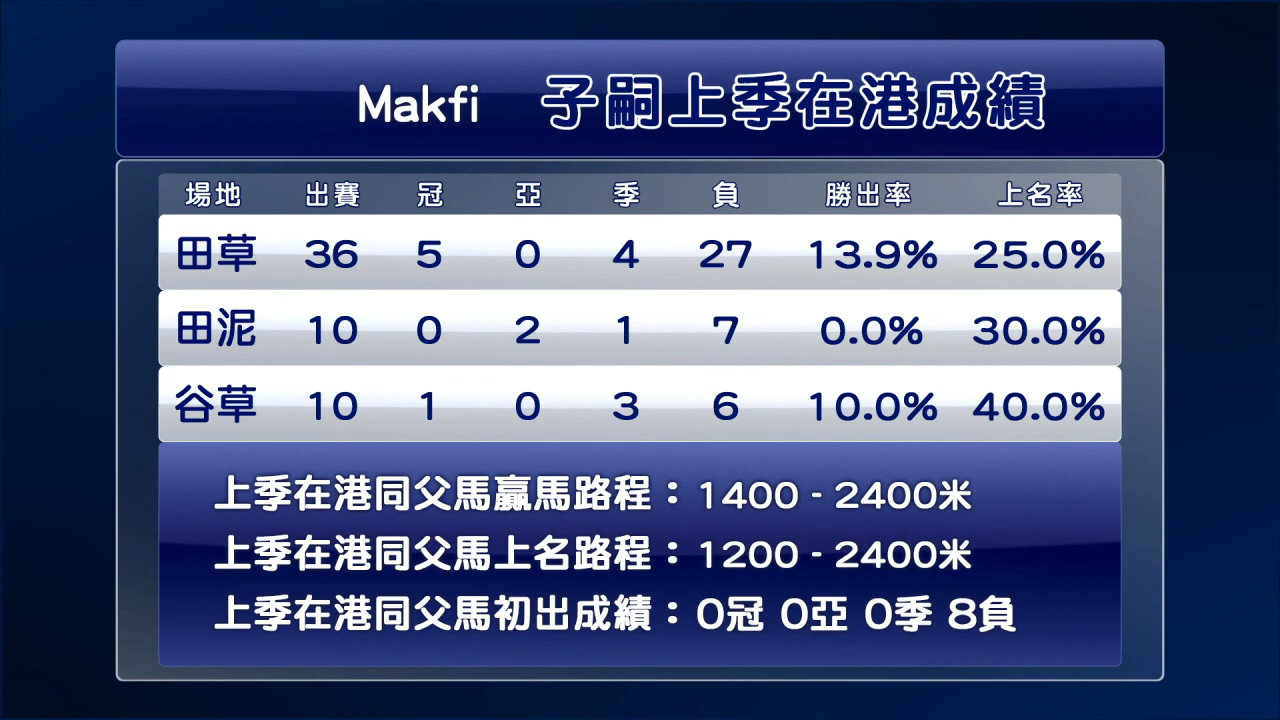 Makfi 子嗣上季在港成績
場地 出賽 冠 亞 季 負 勝出率 上名率
田草 36 5 0 4 27 13.9% 25.0%
田泥 10 0 2 1 7 0.0% 30.0%
谷草 10 1 0 3 6 10.0% 40.0%
上季在港同父馬贏馬路程：1400 - 2400米
上季在港同父馬上名路程：1200 - 2400米
上季在港同父馬初出成績：0冠 0亞 0季 8負